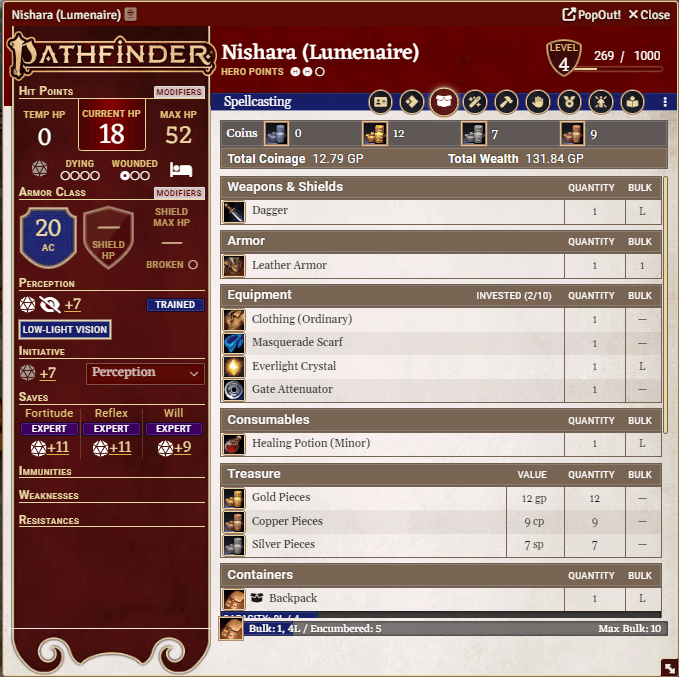 Nishara (Lumenaire)
PopOut! Close
PATHFINDER
Nishara (Lumenaire)
HERO POINTS
LEVEL
4
269 / 1000
HIT POINTS
MODIFIERS
TEMP HP
0
CURRENT HP
18
MAX HP
52
DYING
WOUNDED
ARMOR CLASS
MODIFIERS
20
AC
—
SHIELD
HP
SHIELD
MAX HP
—
BROKEN
PERCEPTION
+7
TRAINED
LOW-LIGHT VISION
INITIATIVE
+7
Perception
SAVES
Fortitude Reflex Will
EXPERT EXPERT EXPERT
+11 +11 +9
IMMUNITIES
WEAKNESSES
RESISTANCES
Spellcasting
Coins 0 12 7 9
Total Coinage 12.79 GP Total Wealth 131.84 GP
Weapons & Shields QUANTITY BULK
Dagger 1 L
Armor QUANTITY BULK
Leather Armor 1 1
Equipment INVESTED (2/10) QUANTITY BULK
Clothing (Ordinary) 1 —
Masquerade Scarf 1 —
Everlight Crystal 1 L
Gate Attenuator 1 —
Consumables QUANTITY BULK
Healing Potion (Minor) 1 L
Treasure VALUE QUANTITY BULK
Gold Pieces 12 gp 12 —
Copper Pieces 9 cp 9 —
Silver Pieces 7 sp 7 —
Containers QUANTITY BULK
Backpack 1 L
Bulk: 1, 4L / Encumbered: 5 Max Bulk: 10